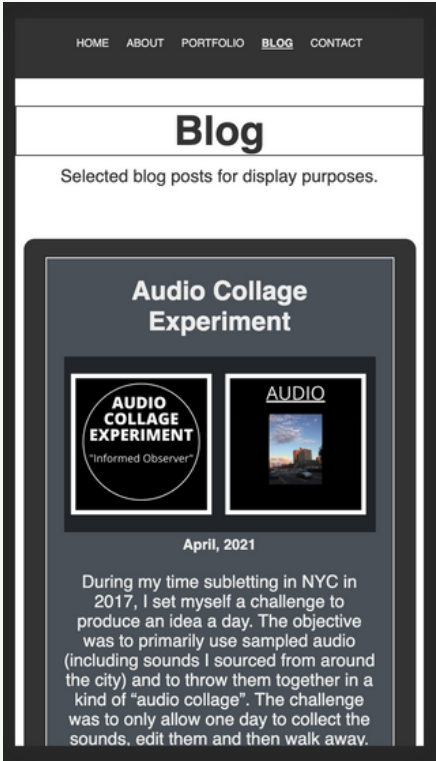 HOME ABOUT PORTFOLIO BLOG CONTACT
Blog
Selected blog posts for display purposes.
Audio Collage
Experiment
AUDIO
COLLAGE
EXPERIMENT
"Informed Observer"
AUDIO
April, 2021
During my time subletting in NYC in
2017, I set myself a challenge to
produce an idea a day. The objective
was to primarily use sampled audio
(including sounds I sourced from around
the city) and to throw them together in a
kind of “audio collage”. The challenge
was to only allow one day to collect the
sounds, edit them and then walk away.